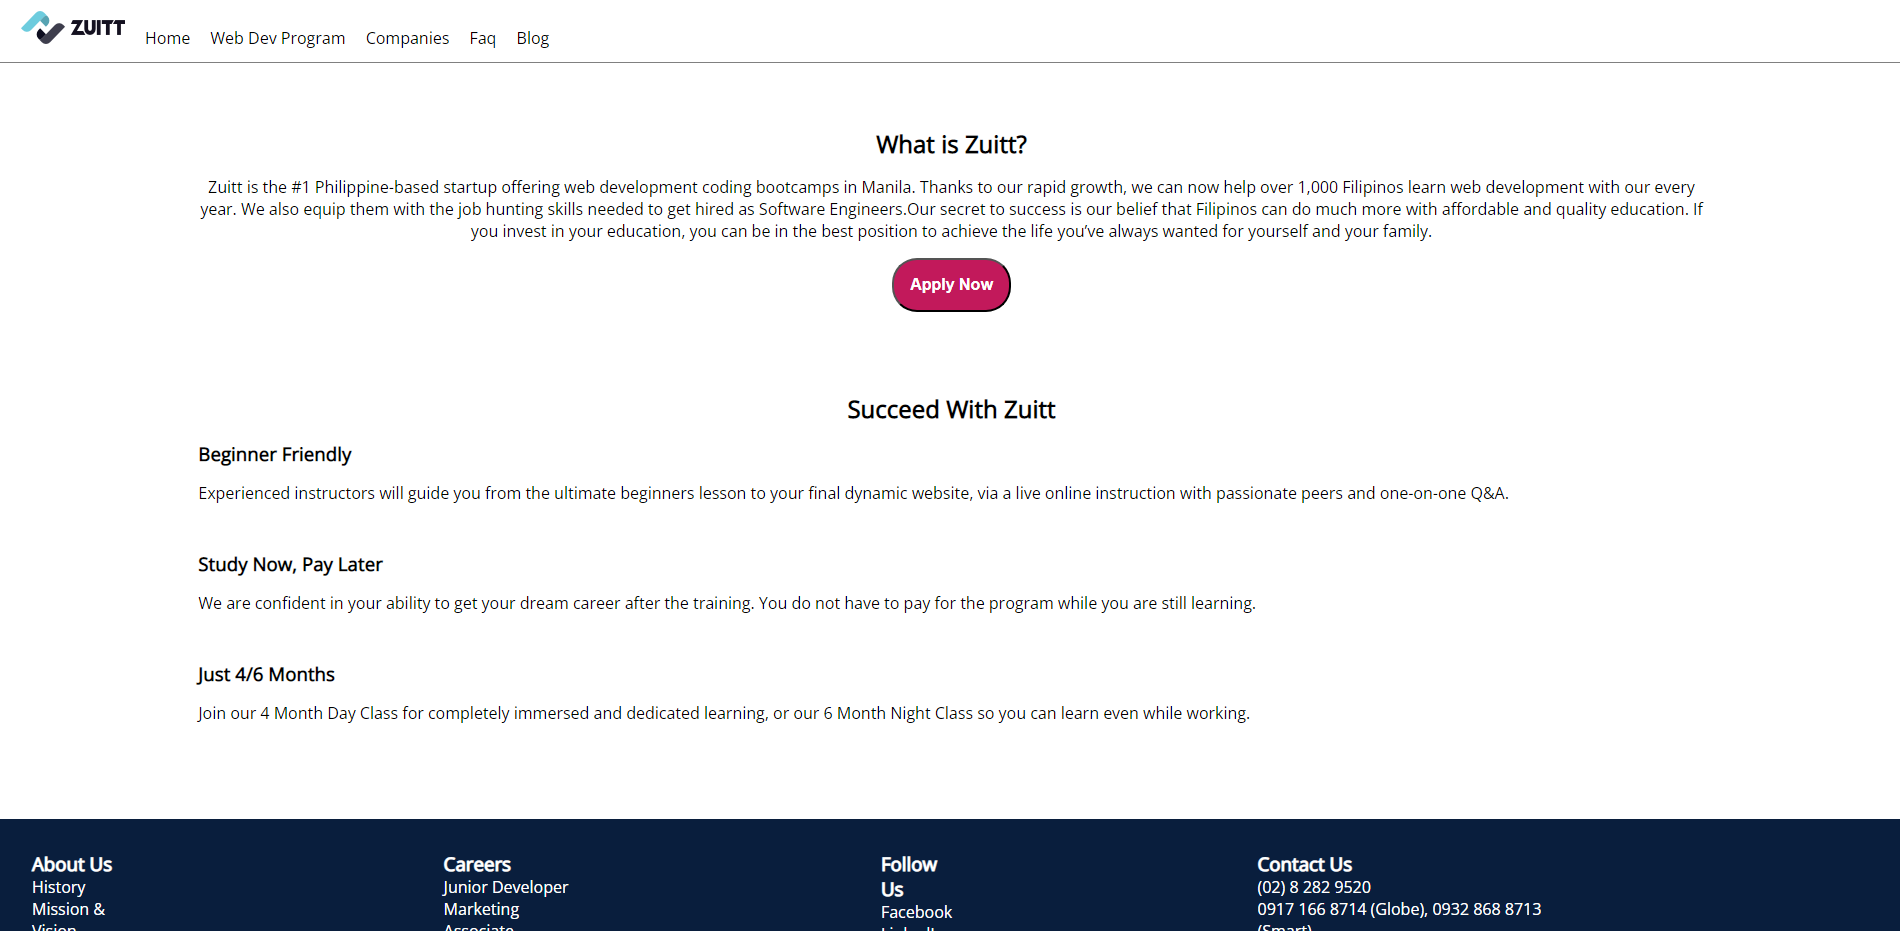 ZUITT
Home Web Dev Program Companies Faq Blog
What is Zuitt?
Zuitt is the #1 Philippine-based startup offering web development coding bootcamps in Manila. Thanks to our rapid growth, we can now help over 1,000 Filipinos learn web development with our every
year. We also equip them with the job hunting skills needed to get hired as Software Engineers.Our secret to success is our belief that Filipinos can do much more with affordable and quality education. If
you invest in your education, you can be in the best position to achieve the life you’ve always wanted for yourself and your family.
Apply Now
Succeed With Zuitt
Beginner Friendly
Experienced instructors will guide you from the ultimate beginners lesson to your final dynamic website, via a live online instruction with passionate peers and one-on-one Q&A.
Study Now, Pay Later
We are confident in your ability to get your dream career after the training. You do not have to pay for the program while you are still learning.
Just 4/6 Months
Join our 4 Month Day Class for completely immersed and dedicated learning, or our 6 Month Night Class so you can learn even while working.
About Us
History
Mission &
Vision
Careers
Junior Developer
Marketing
Associate
Follow
Us
Facebook
Contact Us
(02) 8 282 9520
0917 166 8714 (Globe), 0932 868 8713
(Smart)